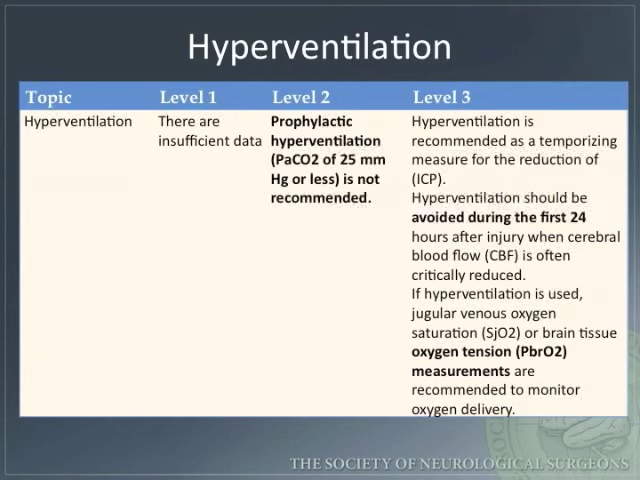 Hyperventilation
Topic Level 1 Level 2 Level 3
Hyperventilation
There are
insufficient data
Prophylactic
hyperventilation
(PaCO2 of 25 mm
Hg or less) is not
recommended.
Hyperventilation is
recommended as a temporizing
measure for the reduction of
(ICP).
Hyperventilation should be
avoided during the first 24
hours after injury when cerebral
blood flow (CBF) is often
critically reduced.
If hyperventilation is used,
jugular venous oxygen
saturation (SjO2) or brain tissue
oxygen tension (PbrO2)
measurements are
recommended to monitor
oxygen delivery.
THE SOCIETY OF NEUROLOGICAL SURGEONS